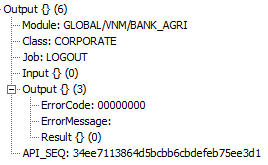 Output {} (6)
Module: GLOBAL/VNM/BANK_AGRI
Class: CORPORATE
Job: LOGOUT
Input {} (0)
Output {} (3)
ErrorCode: 00000000
ErrorMessage:
Result {} (0)
API_SEQ: 34ee7113864d5bcbb6cbdefeb75ee3d1